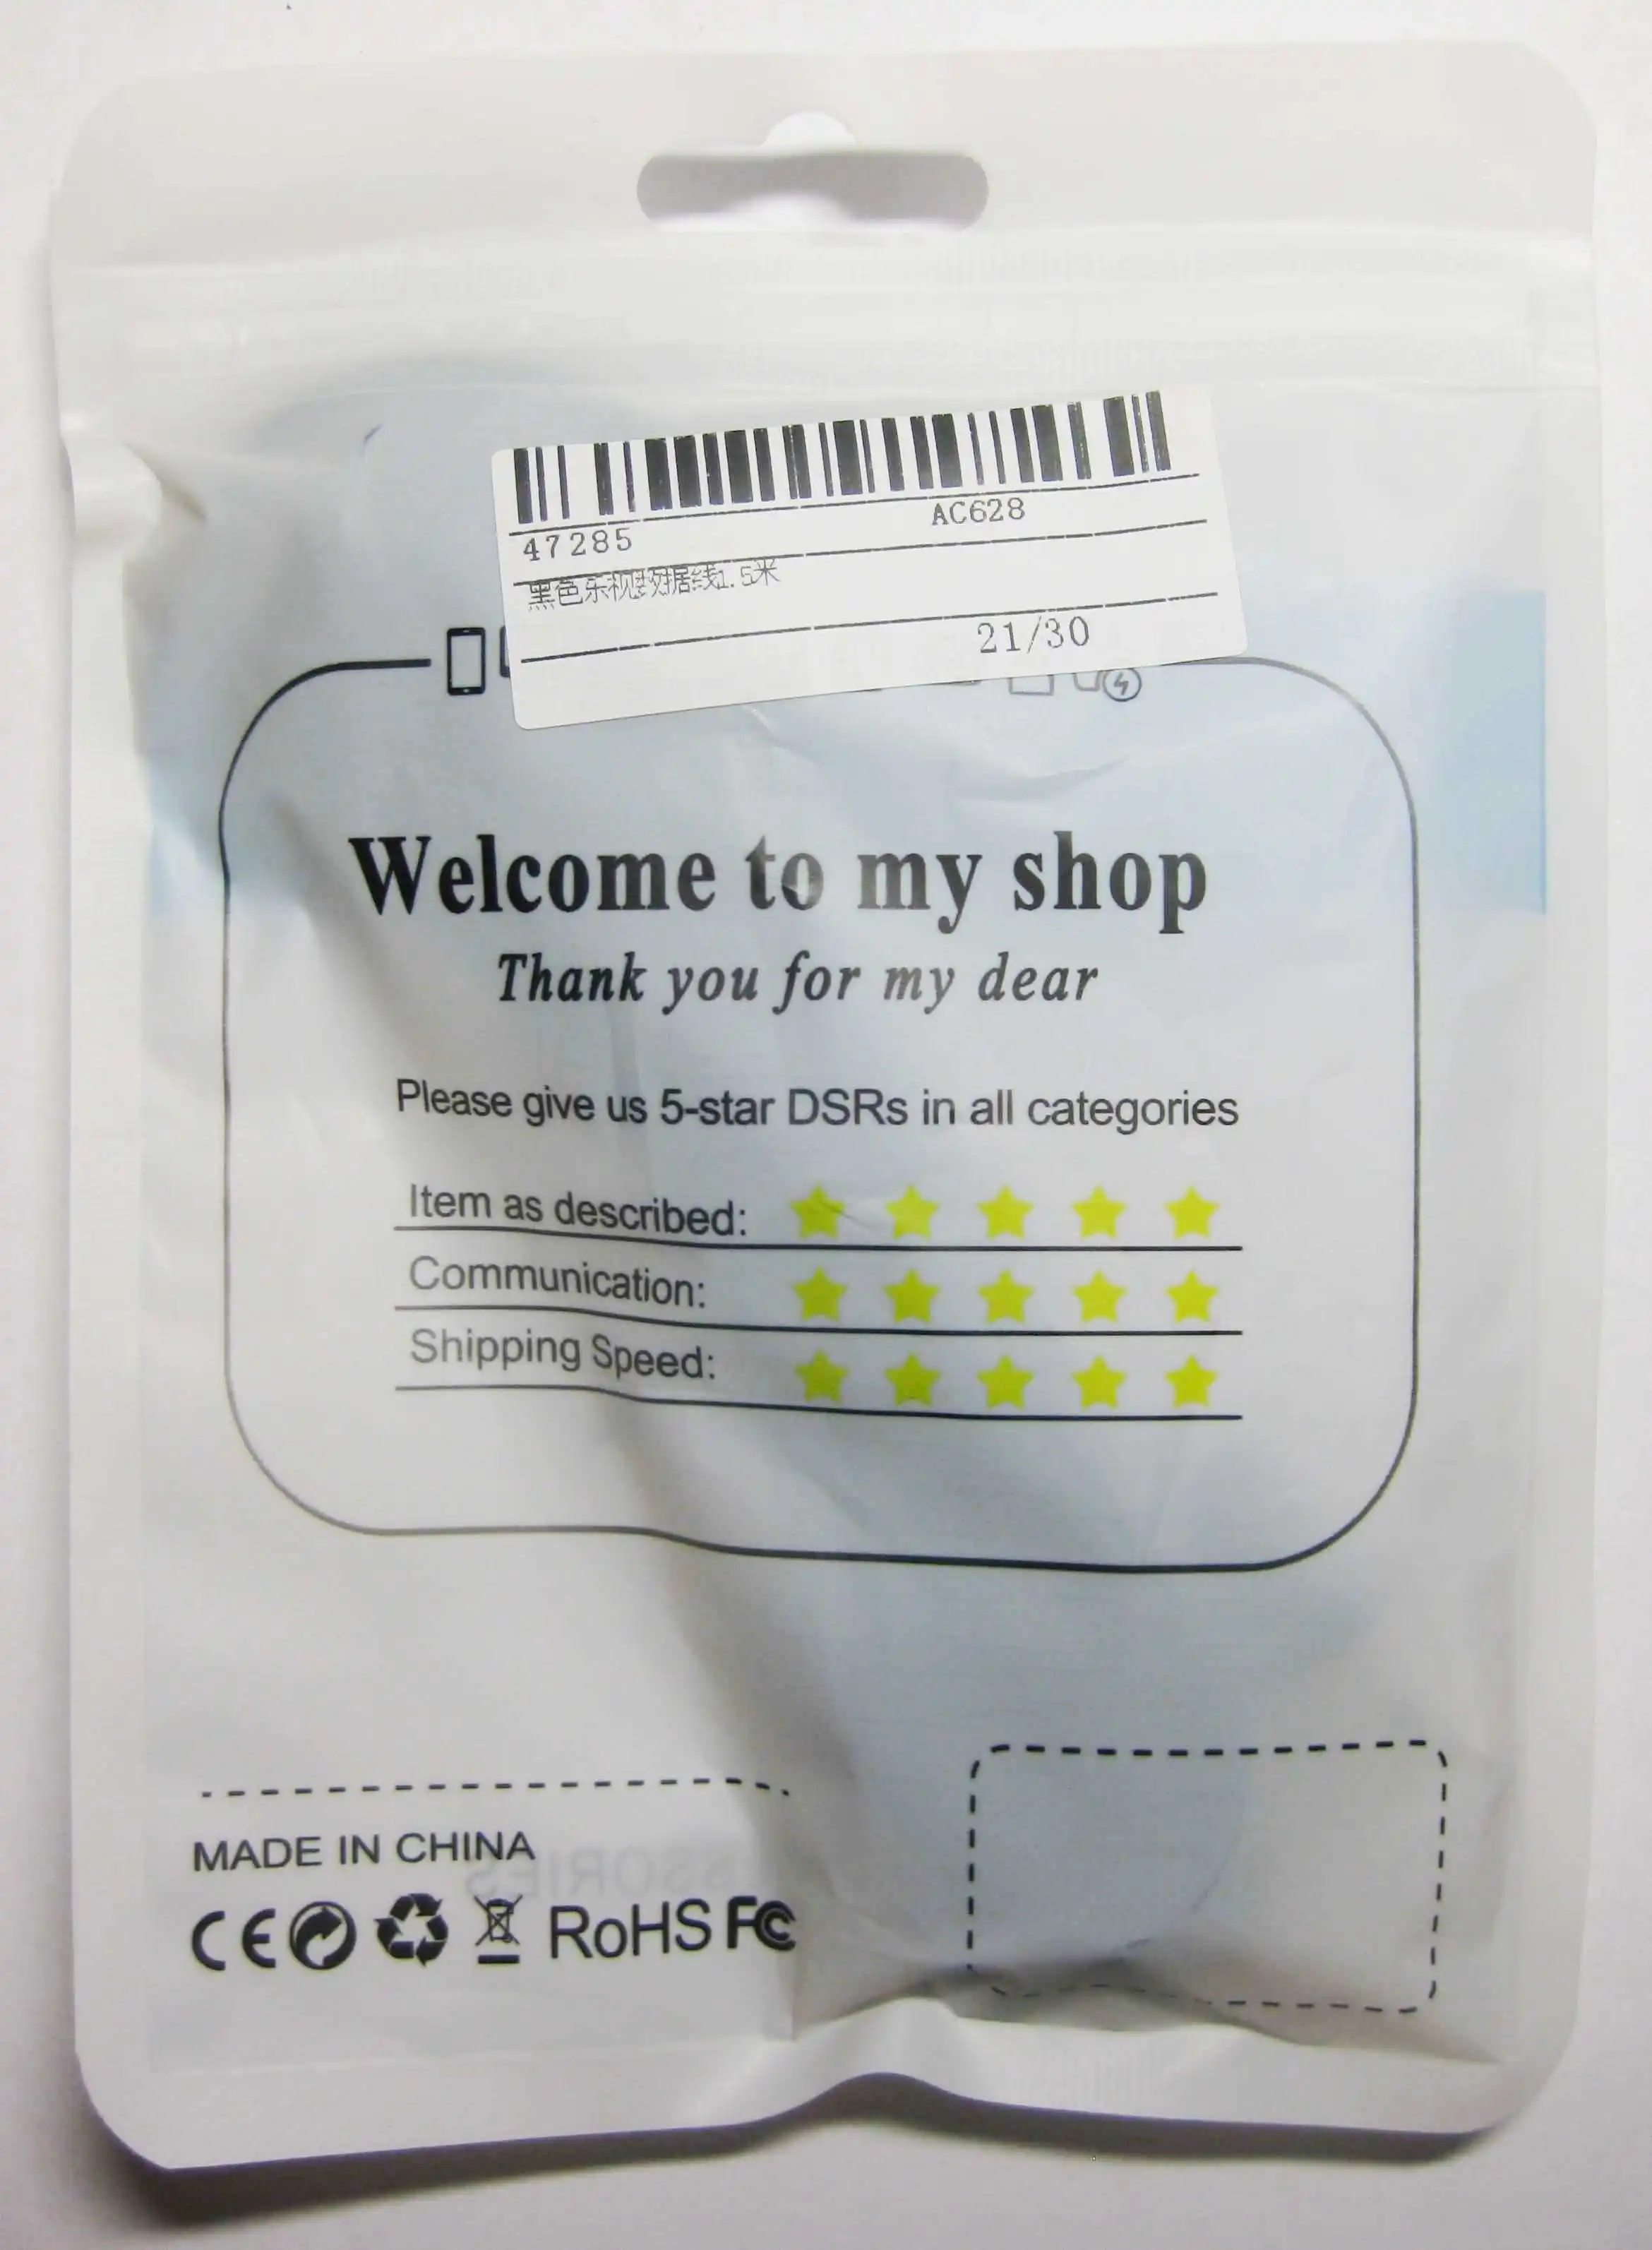 AC628
47285
黑色乐视数据线1.5米
21/30
Welcome to my shop
Thank you for my dear
Please give us 5-star DSRs in all categories
Item as described:
Communication:
Shipping Speed:
MADE IN CHINA
CE RoHS FC